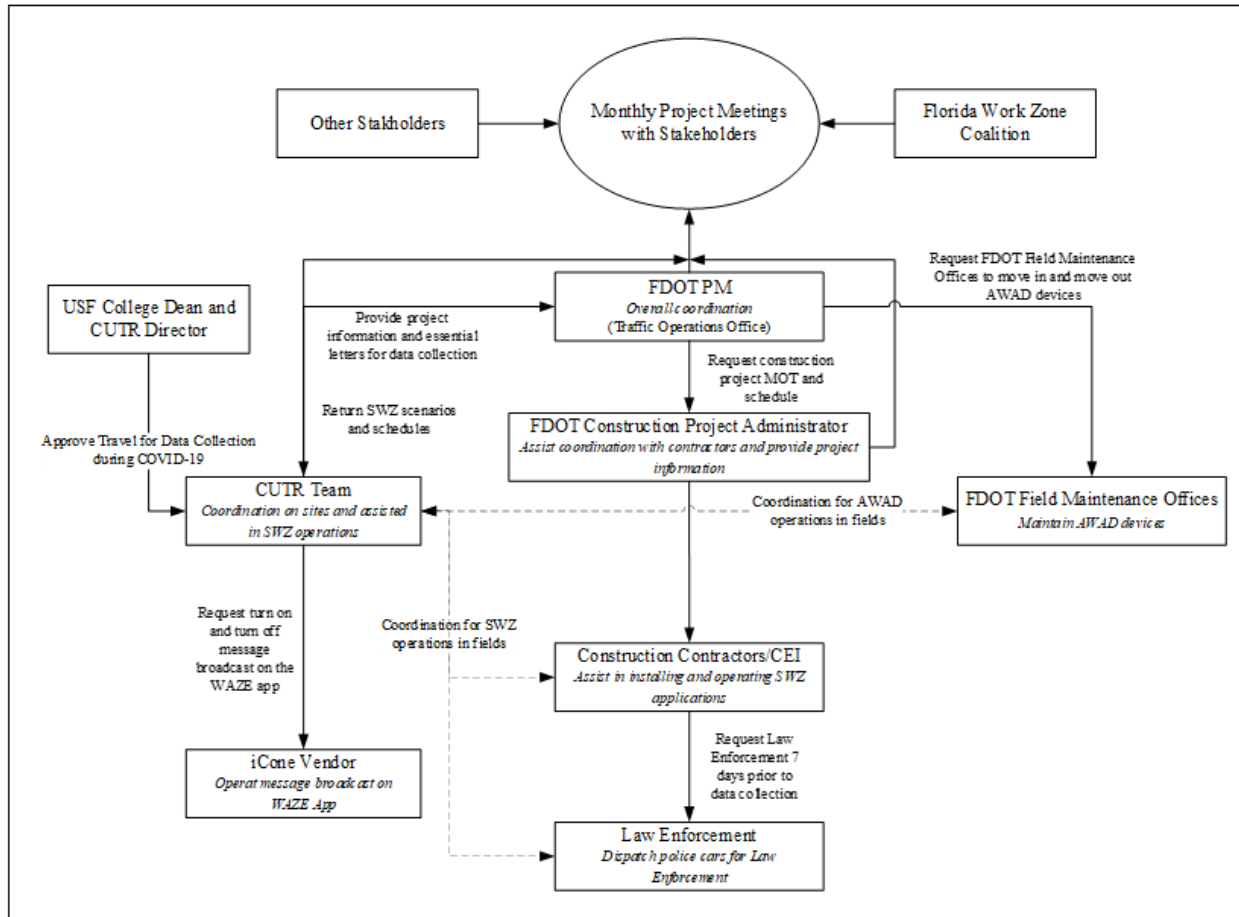 Other Stakholders
Monthly Project Meetings
with Stakeholders
Florida Work Zone
Coalition
Request FDOT Field Maintenance
Offices to move in and move out
AWAD devices
USF College Dean and
CUTR Director
FDOT PM
Overall coordination
(Traffic Operations Office)
Provide project
information and essential
letters for data collection
Request construction
project MOT and
schedule
Return SWZ scenarios
and schedules
FDOT Construction Project Administrator
Assist coordination with contractors and provide project
information
Approve Travel for Data Collection
during COVID-19
CUTR Team
Coordination on sites and assisted
in SWZ operations
Coordination for AWAD
operations in fields
FDOT Field Maintenance Offices
Maintain AWAD devices
Request turn on
and turn off
message
broadcast on the
WAZE app
Coordination for SWZ
operations in fields
Construction Contractors/CEI
Assist in installing and operating SWZ
applications
Request Law
Enforcement 7
days prior to
data collection
iCone Vendor
Operat message broadcast on
WAZE App
Law Enforcement
Dispatch police cars for Law
Enforcement